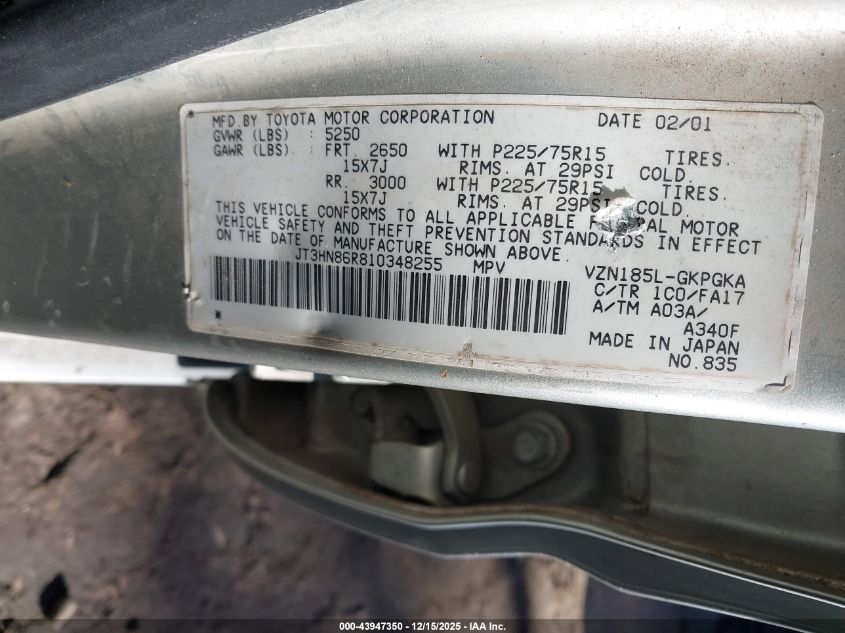 MFD.BY TOYOTA MOTOR CORPORATION DATE 02/01
GVWR (LBS) : 5250
GAWR (LBS) : FRT. 2650 WITH P225/75R15 TIRES.
15X7J RIMS. AT 29PSI COLD.
RR. 3000 WITH P225/75R15 TIRES.
15X7J RIMS. AT 29PSI COLD.
THIS VEHICLE CONFORMS TO ALL APPLICABLE MOTOR
VEHICLE SAFETY AND THEFT PREVENTION STANDARDS IN EFFECT
ON THE DATE OF MANUFACTURE SHOWN ABOVE.
JT3HN86R810348255 MPV
VZN185L-GKPGKA
C/TR 1C0/FA17
A/TM A03A/
A340F
MADE IN JAPAN
NO.835
000-43947350 • 12/15/2025 - IAA Inc.